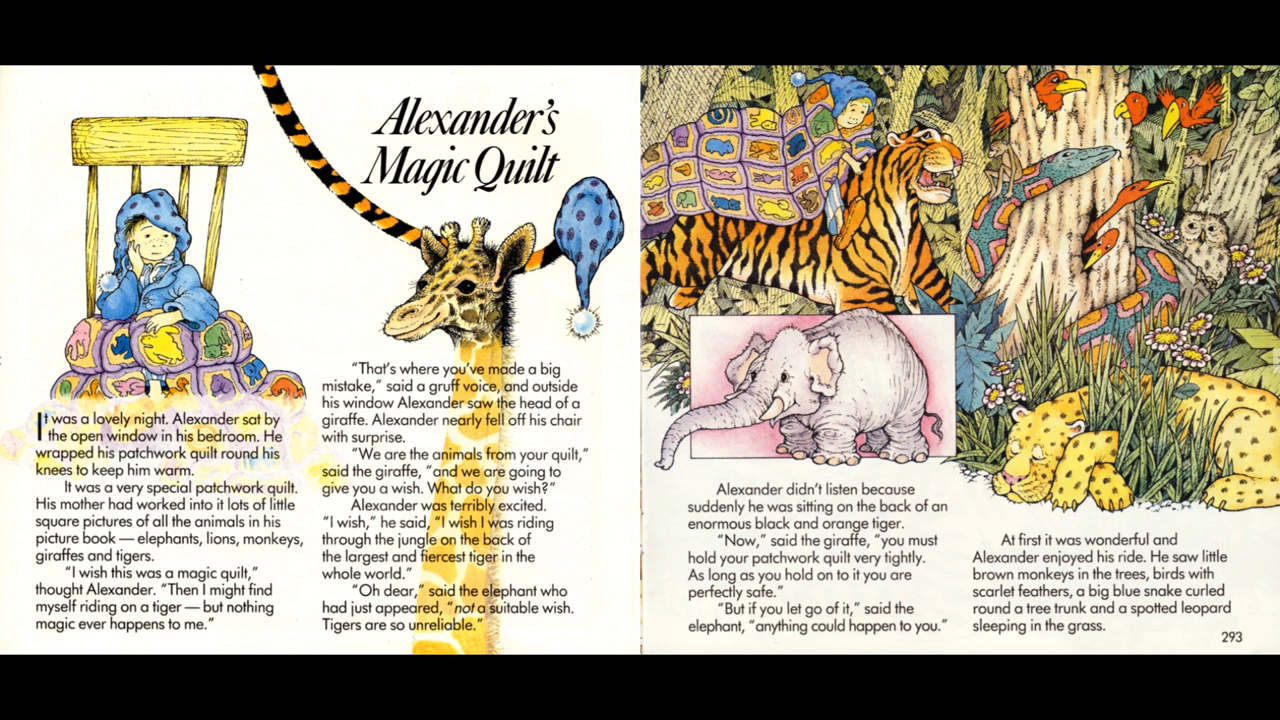 Alexander's
Magic Quilt
It was a lovely night. Alexander sat by
the open window in his bedroom. He
wrapped his patchwork quilt round his
knees to keep him warm.
It was a very special patchwork quilt.
His mother had worked into it lots of little
square pictures of all the animals in his
picture book — elephants, lions, monkeys,
giraffes and tigers.
"I wish this was a magic quilt,"
thought Alexander. "Then I might find
myself riding on a tiger — but nothing
magic ever happens to me."
"That's where you've made a big
mistake," said a gruff voice, and outside
his window Alexander saw the head of a
giraffe. Alexander nearly fell off his chair
with surprise.
"We are the animals from your quilt,"
said the giraffe, "and we are going to
give you a wish. What do you wish?"
Alexander was terribly excited.
"I wish," he said, "I wish I was riding
through the jungle on the back of
the largest and fiercest tiger in the
whole world."
"Oh dear," said the elephant who
had just appeared, "not a suitable wish.
Tigers are so unreliable."
Alexander didn't listen because
suddenly he was sitting on the back of an
enormous black and orange tiger.
"Now," said the giraffe, "you must
hold your patchwork quilt very tightly.
As long as you hold on to it you are
perfectly safe."
"But if you let go of it," said the
elephant, "anything could happen to you."
At first it was wonderful and
Alexander enjoyed his ride. He saw little
brown monkeys in the trees, birds with
scarlet feathers, a big blue snake curled
round a tree trunk and a spotted leopard
sleeping in the grass.
293